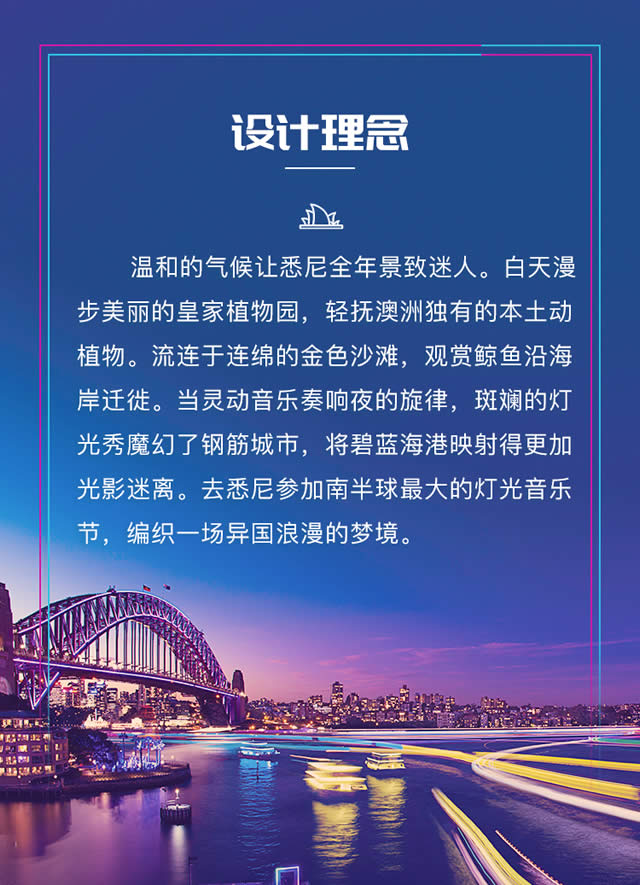 设计理念
温和的气候让悉尼全年景致迷人。白天漫
步美丽的皇家植物园，轻抚澳洲独有的本土动
植物。流连于连绵的金色沙滩，观赏鲸鱼沿海
岸迁徙。当灵动音乐奏响夜的旋律，斑斓的灯
光秀魔幻了钢筋城市，将碧蓝海港映射得更加
光影迷离。去悉尼参加南半球最大的灯光音乐
节，编织一场异国浪漫的梦境。